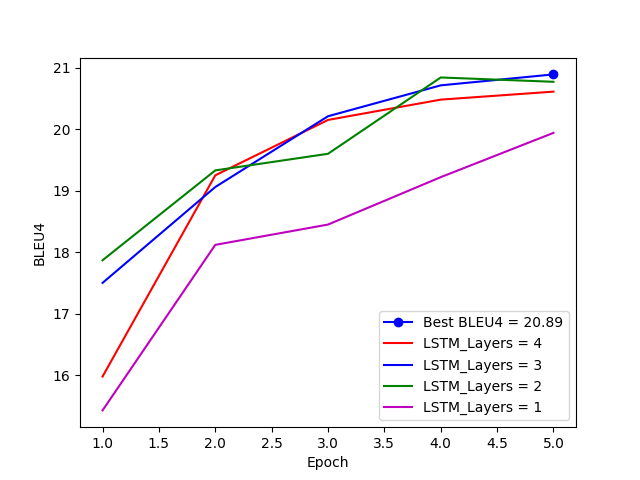 21
20
19
18
17
16
BLEU4
Best BLEU4 = 20.89
LSTM_Layers = 4
LSTM_Layers = 3
LSTM_Layers = 2
LSTM_Layers = 1
1.0 1.5 2.0 2.5 3.0 3.5 4.0 4.5 5.0
Epoch